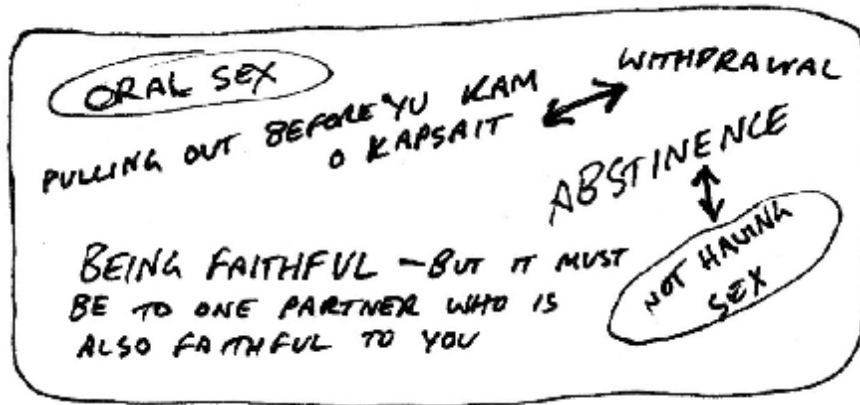 ORAL SEX
WITHDRAWAL
PULLING OUT BEFORE YU KAM
O KAPSAIT
ABSTINENCE
BEING FAITHFUL – BUT IT MUST
BE TO ONE PARTNER WHO IS
ALSO FAITHFUL TO YOU
NOT HAVING
SEX